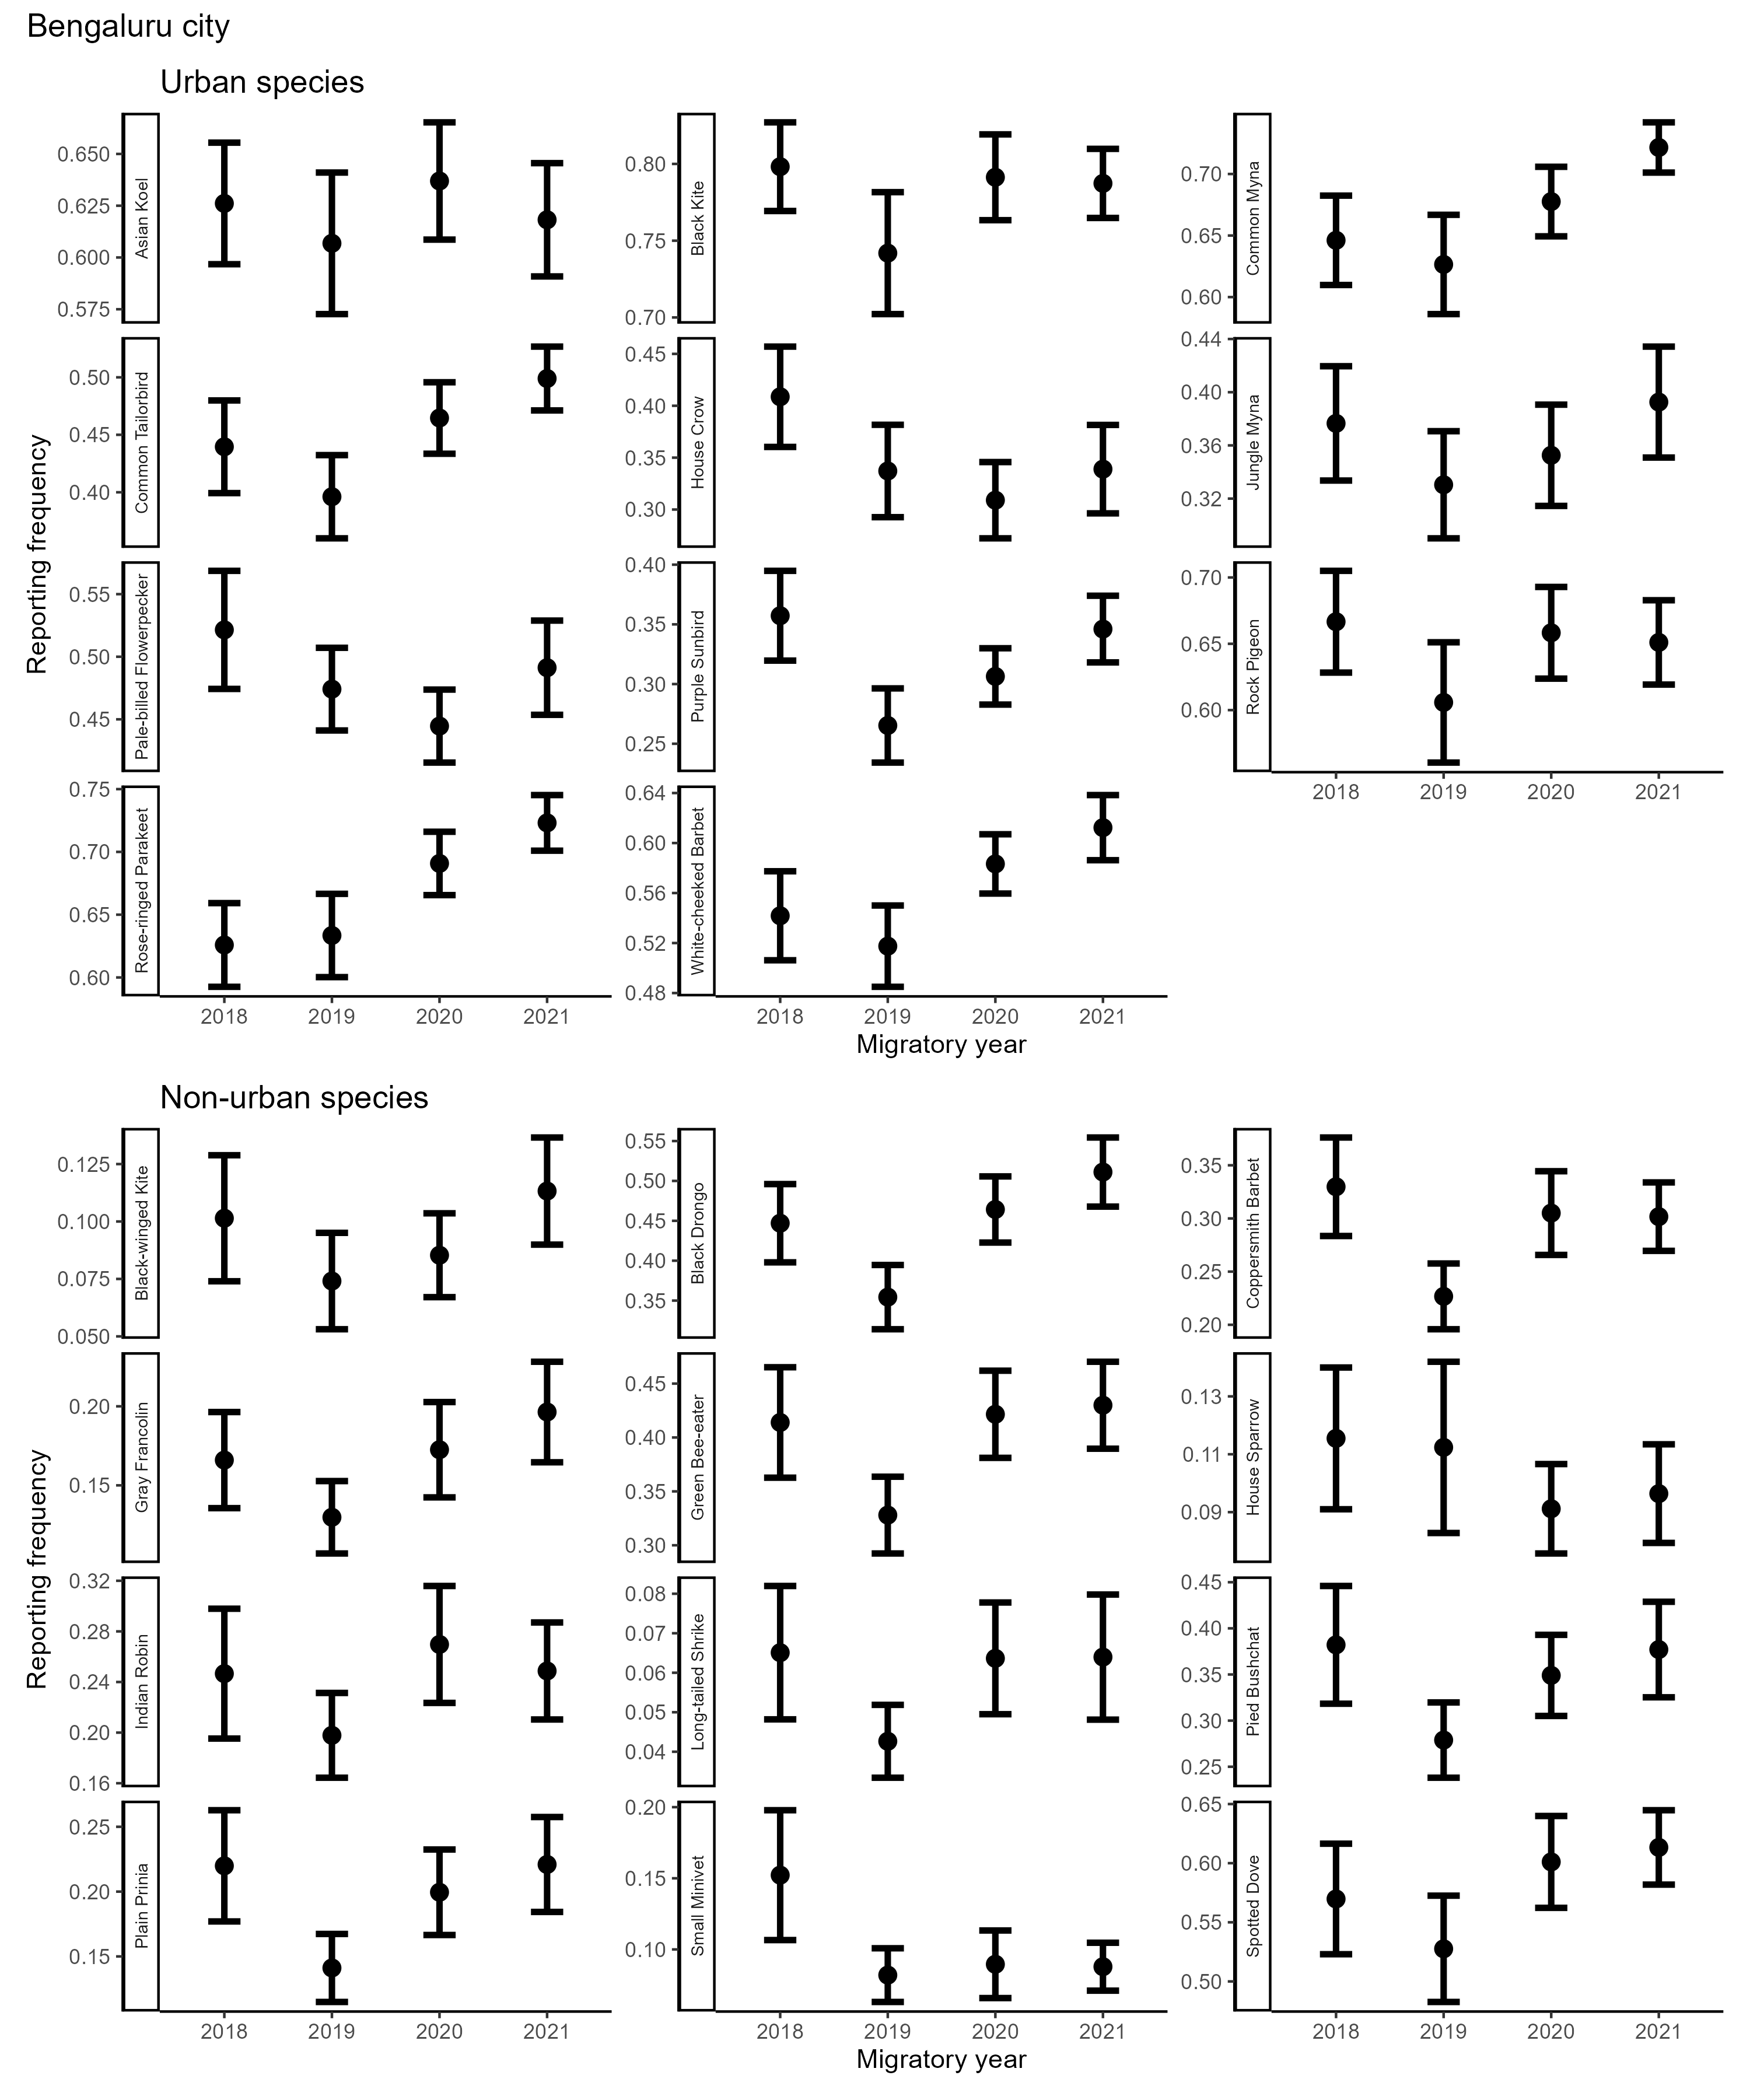 Bengaluru city
Urban species
Reporting frequency
Asian Koel
0.650
0.625
0.600
0.575
Black Kite
0.80
0.75
0.70
Common Myna
0.70
0.65
0.60
Common Tailorbird
0.50
0.45
0.40
House Crow
0.45
0.40
0.35
0.30
Jungle Myna
0.44
0.40
0.36
0.32
Pale-billed Flowerpecker
0.55
0.50
0.45
Purple Sunbird
0.40
0.35
0.30
0.25
Rock Pigeon
0.70
0.65
0.60
2018 2019 2020 2021
Rose-ringed Parakeet
0.75
0.70
0.65
0.60
2018 2019 2020 2021
White-cheeked Barbet
0.64
0.60
0.56
0.52
0.48
2018 2019 2020 2021
Migratory year
Non-urban species
Reporting frequency
Black-winged Kite
0.125
0.100
0.075
0.050
Black Drongo
0.55
0.50
0.45
0.40
0.35
Coppersmith Barbet
0.35
0.30
0.25
0.20
Gray Francolin
0.20
0.15
Green Bee-eater
0.45
0.40
0.35
0.30
House Sparrow
0.13
0.11
0.09
Indian Robin
0.32
0.28
0.24
0.20
0.16
Long-tailed Shrike
0.08
0.07
0.06
0.05
0.04
Pied Bushchat
0.45
0.40
0.35
0.30
0.25
Plain Prinia
0.25
0.20
0.15
2018 2019 2020 2021
Small Minivet
0.20
0.15
0.10
2018 2019 2020 2021
Spotted Dove
0.65
0.60
0.55
0.50
2018 2019 2020 2021
Migratory year